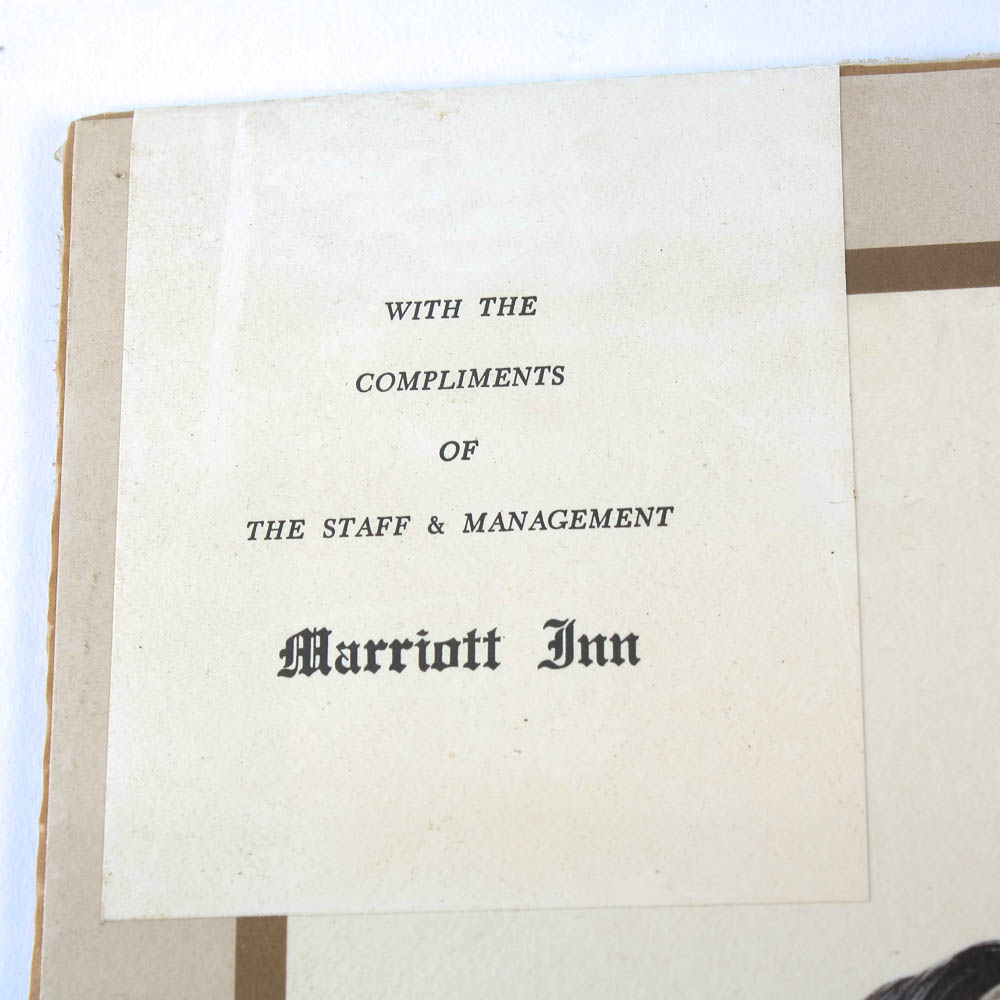 WITH THE
COMPLIMENTS
OF
THE STAFF & MANAGEMENT
Marriott Inn